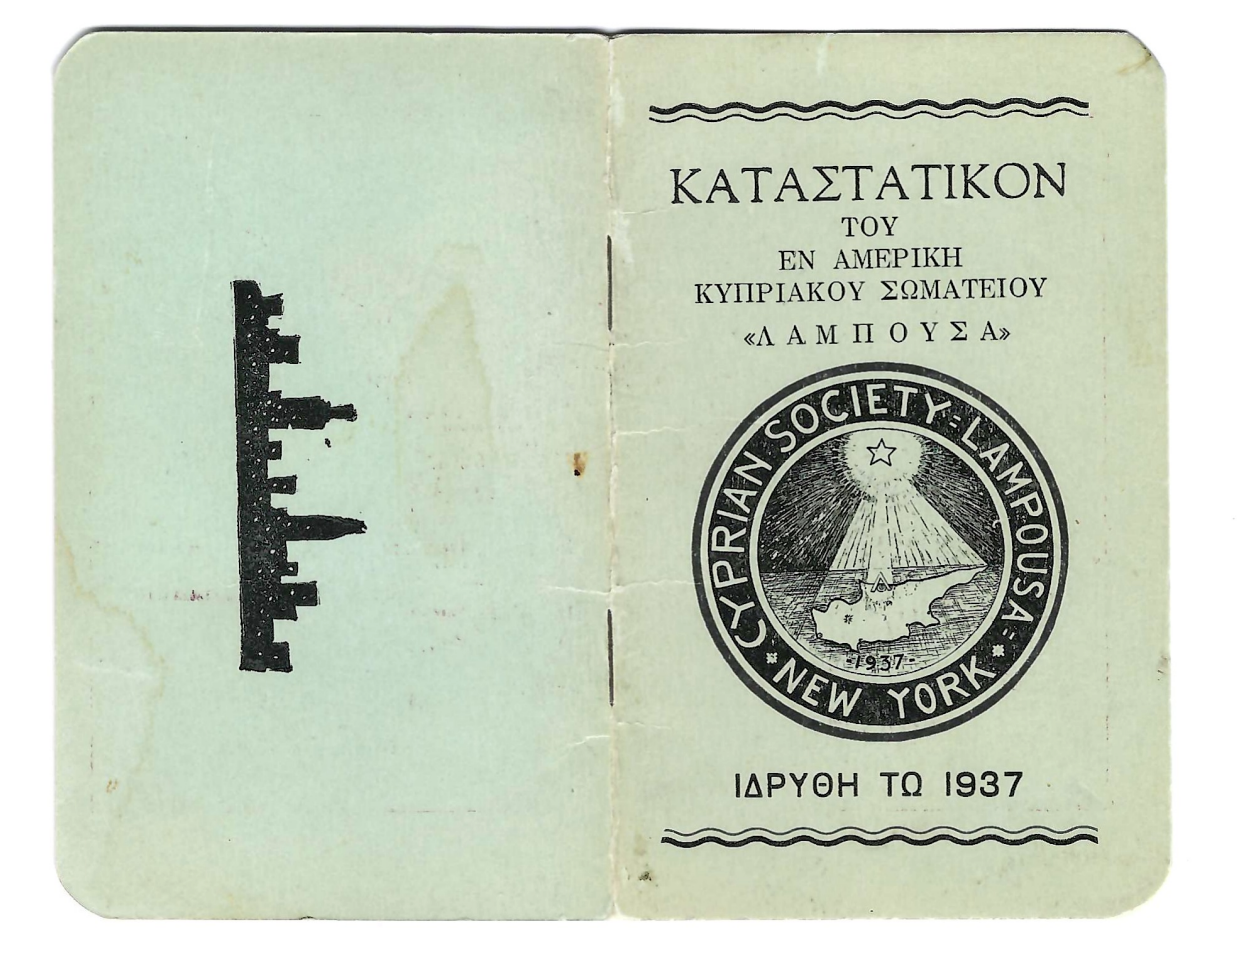 ΚΑΤΑΣΤΑΤΙΚΟΝ
ΤΟΥ
ΕΝ ΑΜΕΡΙΚΗ
ΚΥΠΡΙΑΚΟΥ ΣΩΜΑΤΕΙΟΥ
«ΛΑΜΠΟΥΣΑ»
CYPRIAN SOCIETY = LAMPOUSA =
Λ
-1937-
* NEW YORK *
ΙΔΡΥΘΗ ΤΩ 1937